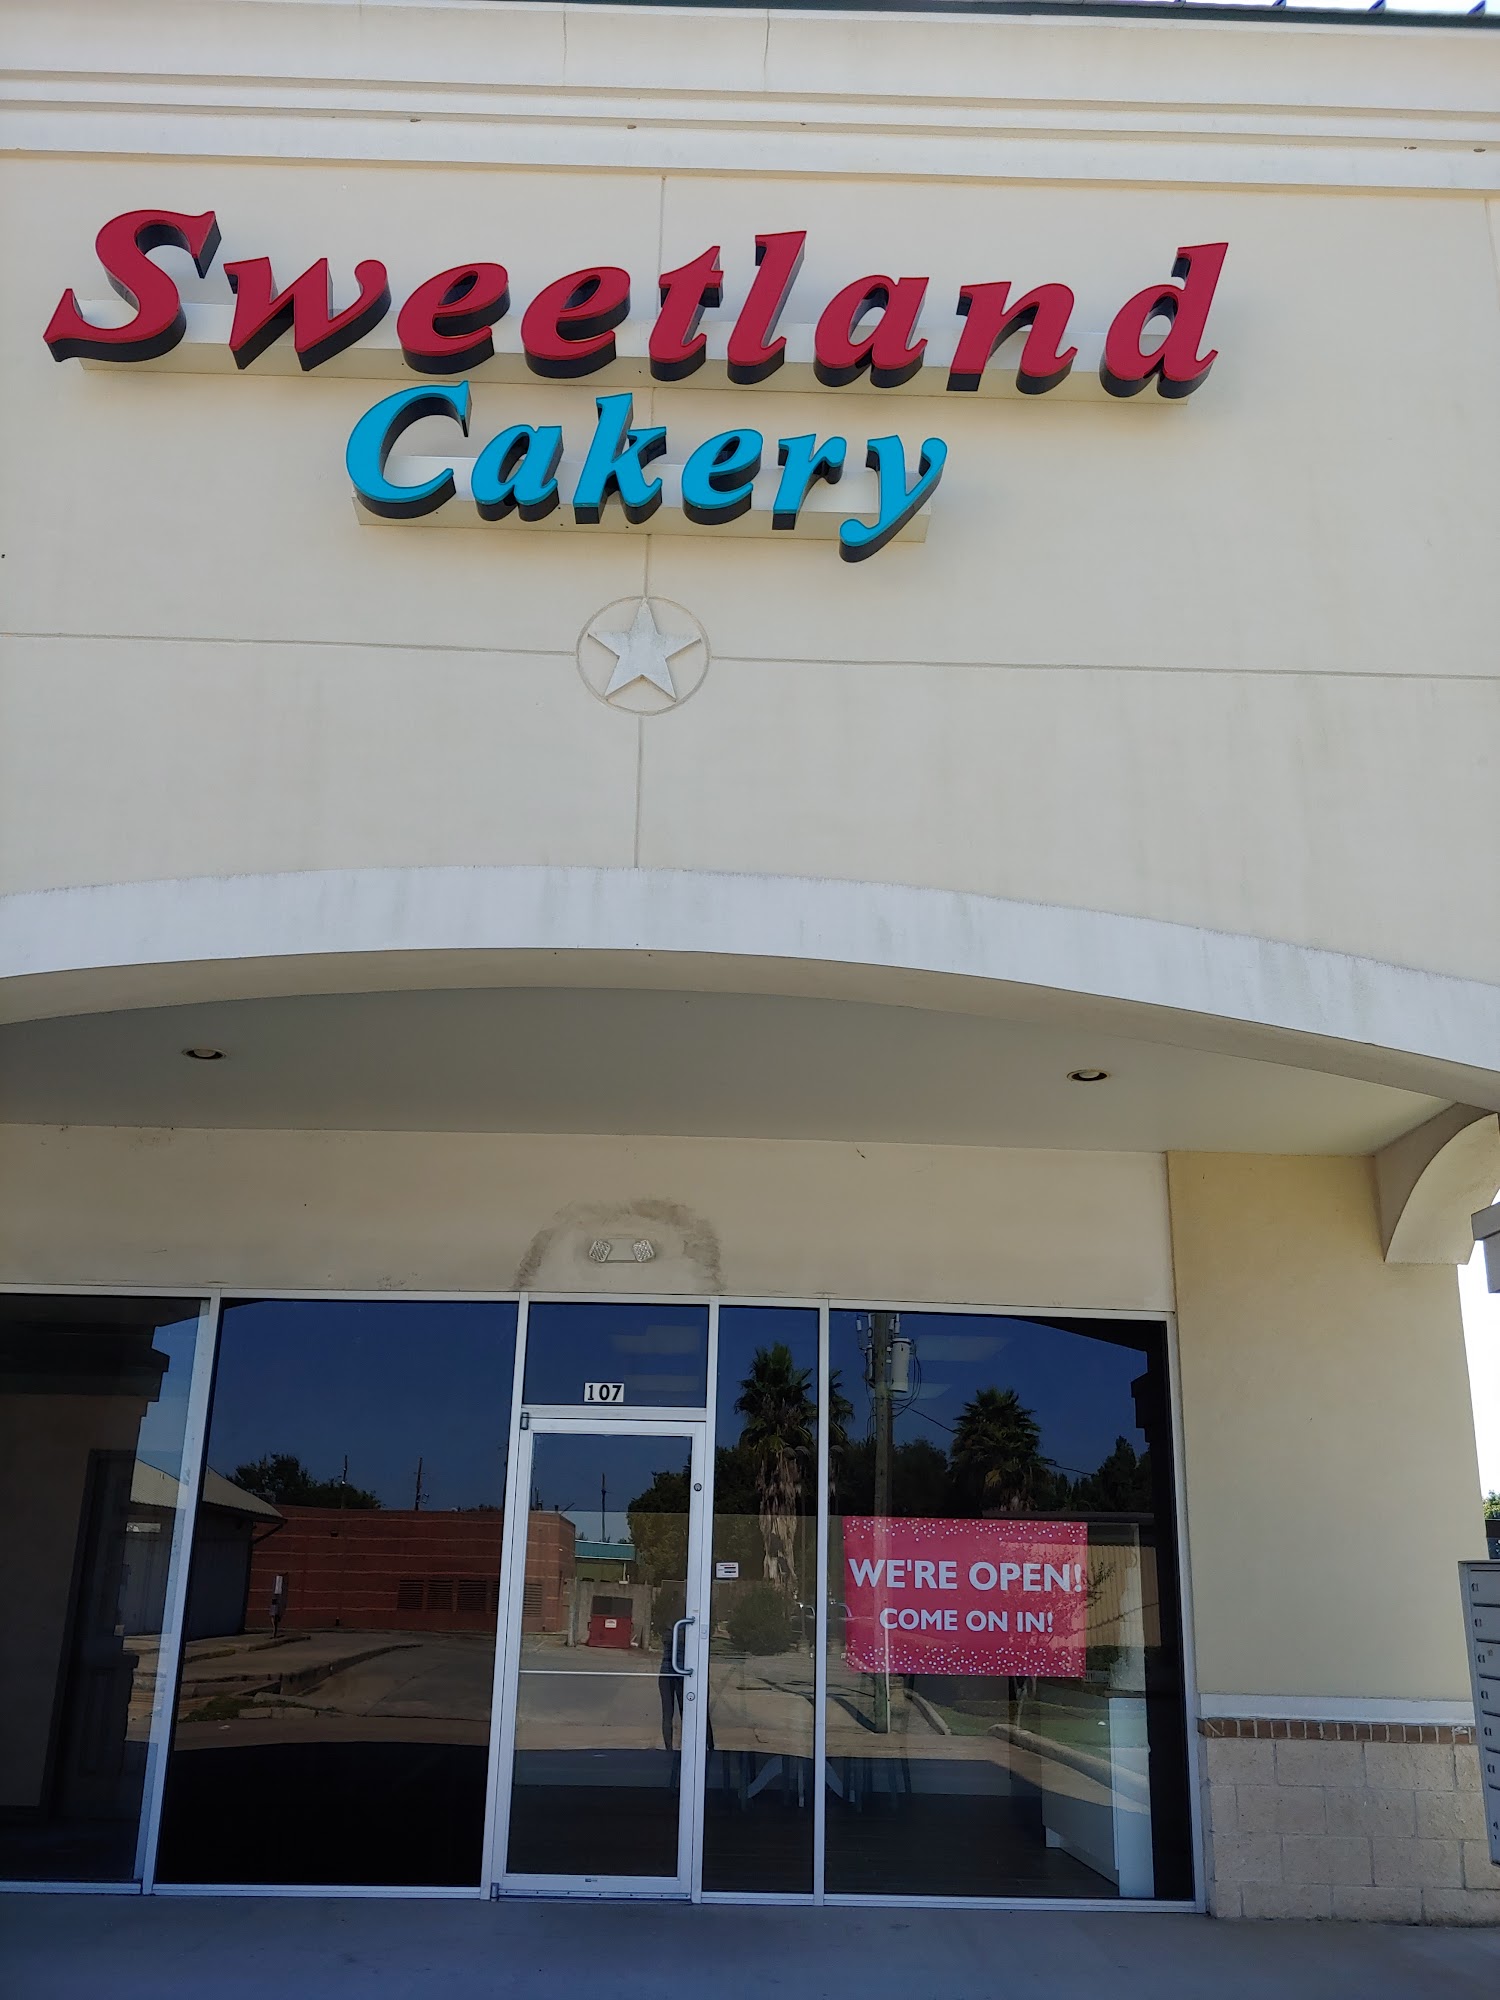 Sweetland
Cakery
107
WE'RE OPEN!
COME ON IN!